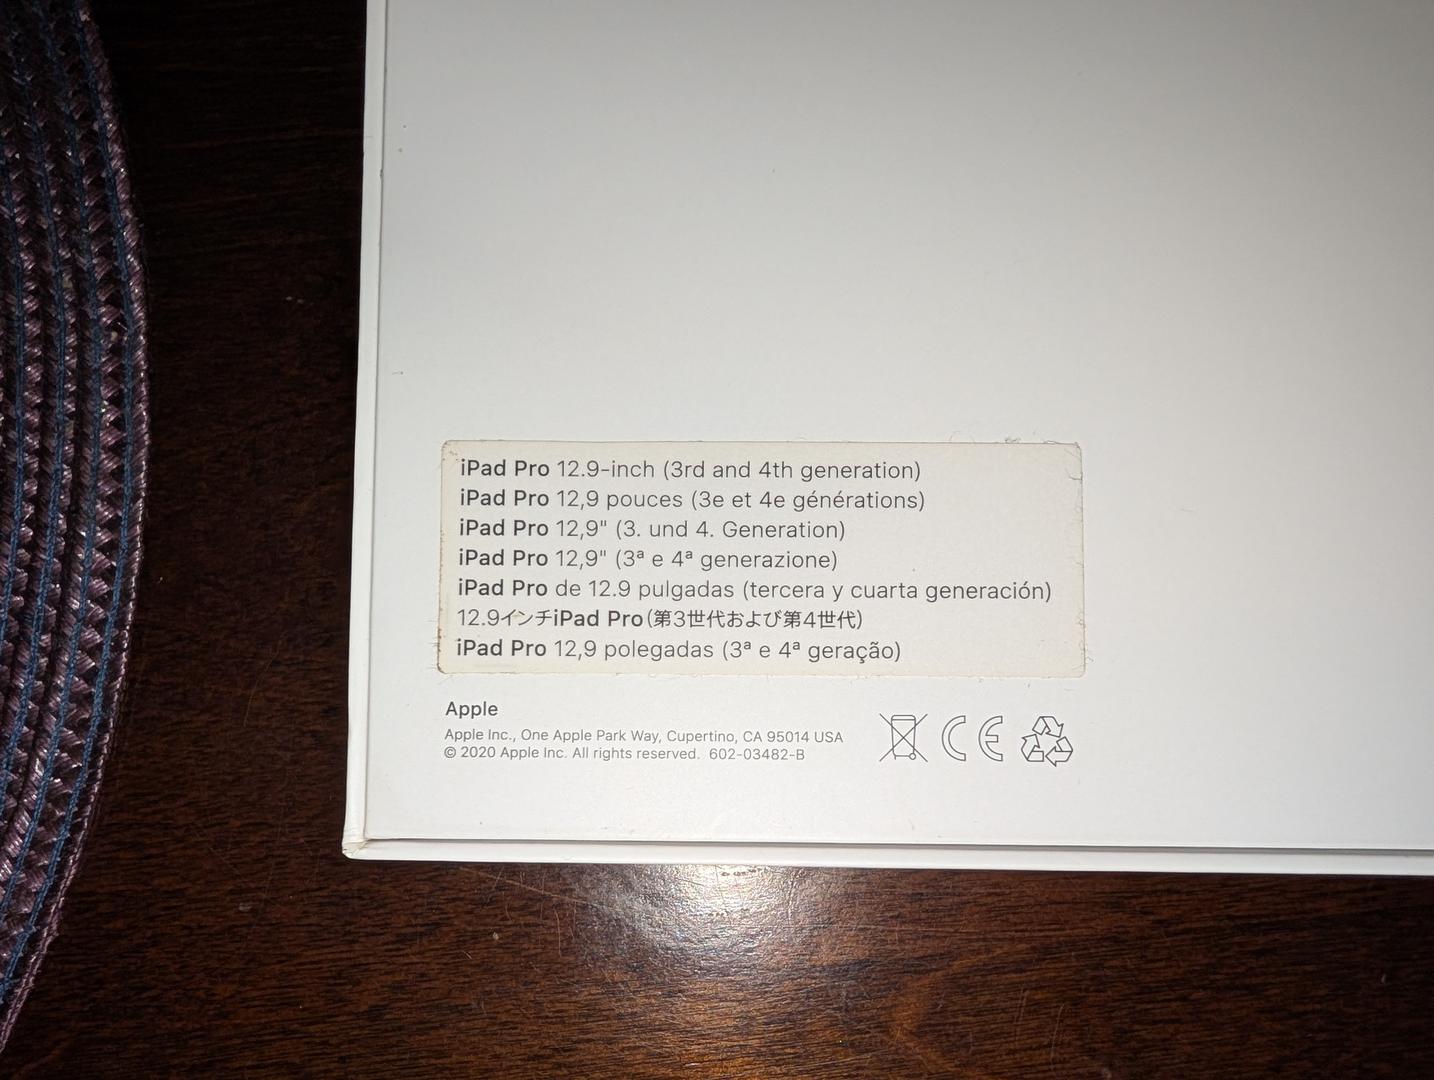 iPad Pro 12.9-inch (3rd and 4th generation)
iPad Pro 12,9 pouces (3e et 4e générations)
iPad Pro 12,9" (3. und 4. Generation)
iPad Pro 12,9" (3ª e 4ª generazione)
iPad Pro de 12.9 pulgadas (tercera y cuarta generación)
12.9インチiPad Pro(第3世代および第4世代)
iPad Pro 12,9 polegadas (3ª e 4ª geração)
Apple
Apple Inc., One Apple Park Way, Cupertino, CA 95014 USA
© 2020 Apple Inc. All rights reserved. 602-03482-B
CE